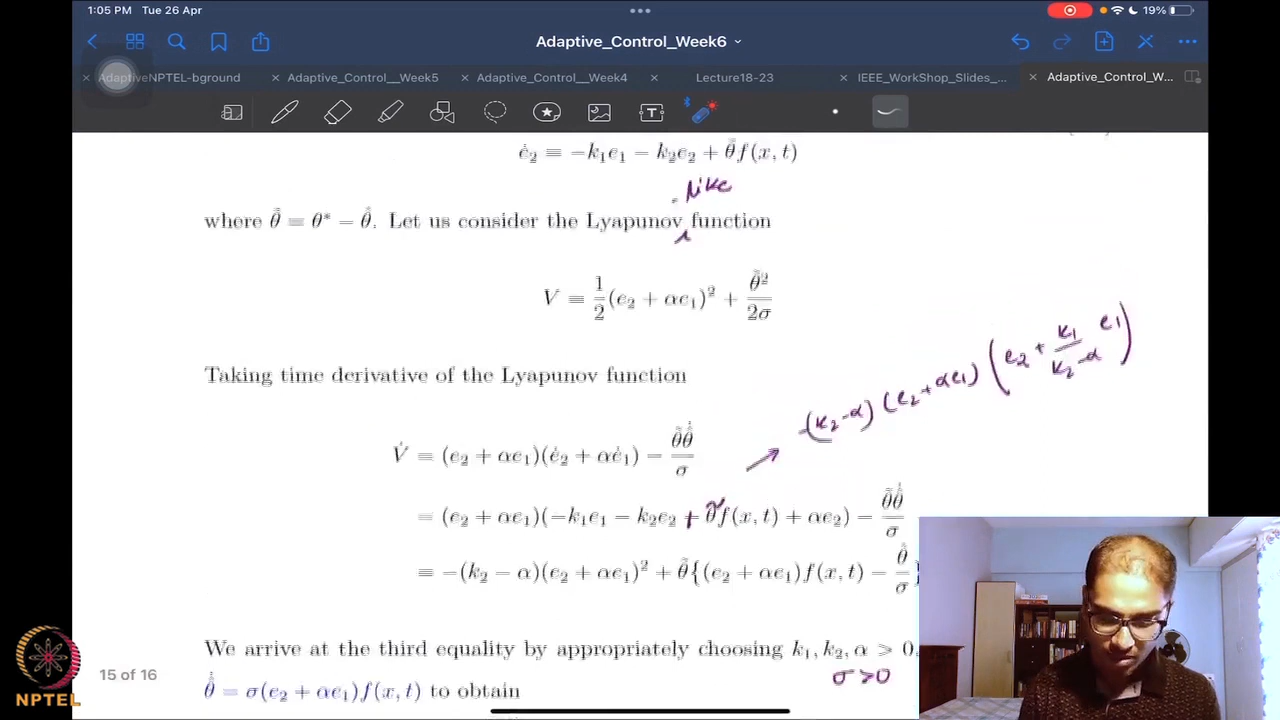 1:05 PM Tue 26 Apr
19%
Adaptive_Control_Week6
AdaptiveNPTEL-bground
Adaptive_Control__Week5
Adaptive_Control__Week4
Lecture18-23
IEEE_WorkShop_Slides_...
Adaptive_Control_W...
ė₂ = −k₁e₁ − k₂e₂ + θ̃f(x, t)
like
where θ̃ = θ* − θ̂. Let us consider the Lyapunov function
V = 1/2 (e₂ + αe₁)² + θ̃²/2σ
Taking time derivative of the Lyapunov function
(k₂−α)(e₂+αe₁)(e₂ + k₁/k₂−α e₁)
V̇ = (e₂ + αe₁)(ė₂ + αė₁) − θ̃θ̂̇/σ
= (e₂ + αe₁)(−k₁e₁ − k₂e₂ + θ̃f(x, t) + αe₂) − θ̃θ̂̇/σ
= −(k₂ − α)(e₂ + αe₁)² + θ̃{(e₂ + αe₁)f(x, t) − θ̂̇/σ}
We arrive at the third equality by appropriately choosing k₁, k₂, α > 0,
σ>0
θ̂̇ = σ(e₂ + αe₁)f(x, t) to obtain
15 of 16
NPTEL